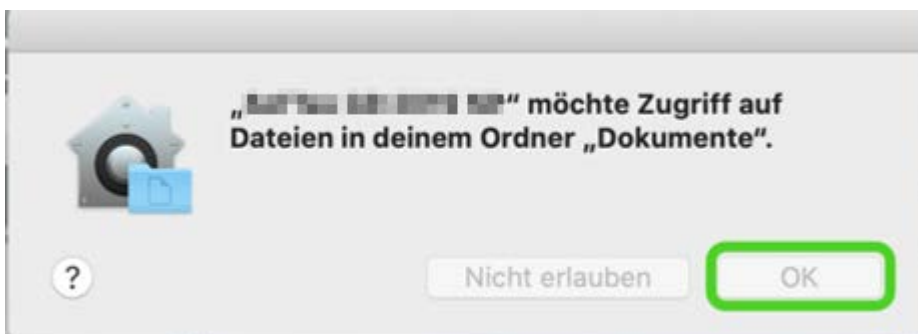 „“ möchte Zugriff auf
Dateien in deinem Ordner „Dokumente“.
?
Nicht erlauben
OK